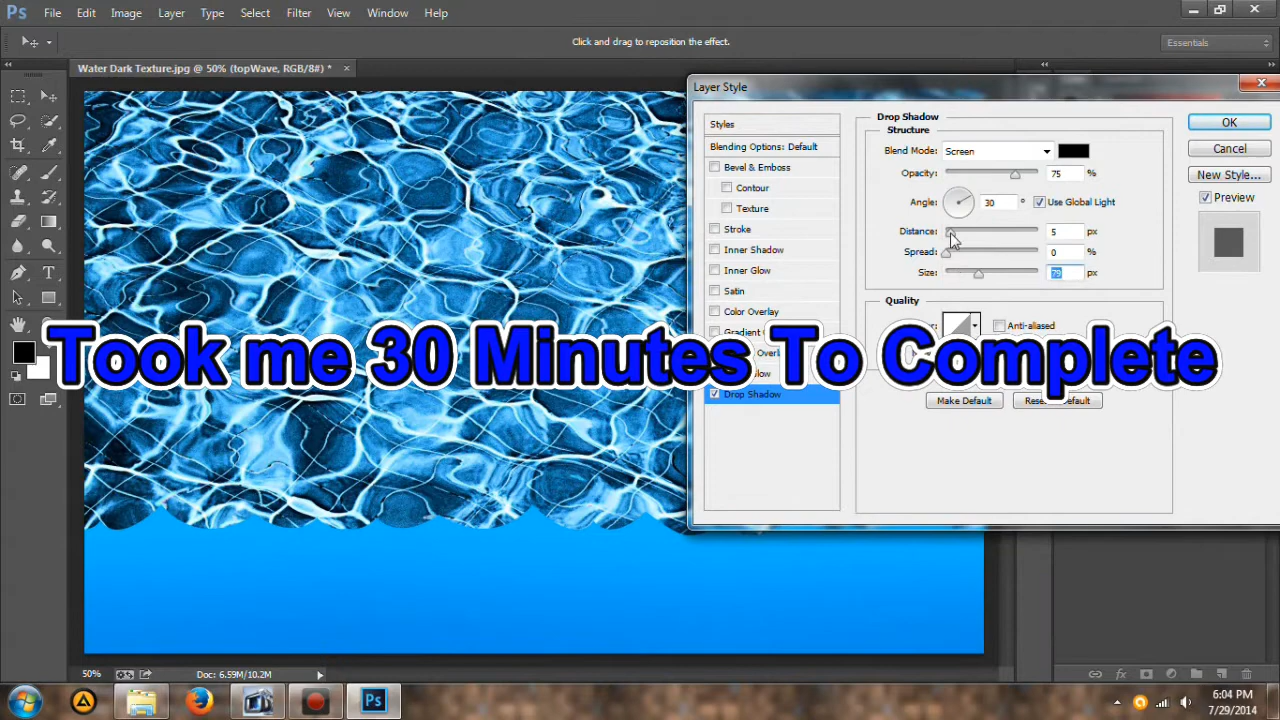 Ps File Edit Image Layer Type Select Filter View Window Help
Click and drag to reposition the effect.
Essentials
Water Dark Texture.jpg @ 50% (topWave, RGB/8#) * ×
Layer Style
Styles
Blending Options: Default
Bevel & Emboss
Contour
Texture
Stroke
Inner Shadow
Inner Glow
Satin
Color Overlay
Drop Shadow
Drop Shadow
Structure
Blend Mode: Screen
Opacity: 75 %
Angle: 30 ° Use Global Light
Distance: 5 px
Spread: 0 %
Size: 79 px
Quality
Anti-aliased
Make Default
OK
Cancel
New Style...
Preview
Took me 30 Minutes To Complete
50% Doc: 6.59M/10.2M
fx
Ps
6:04 PM
7/29/2014